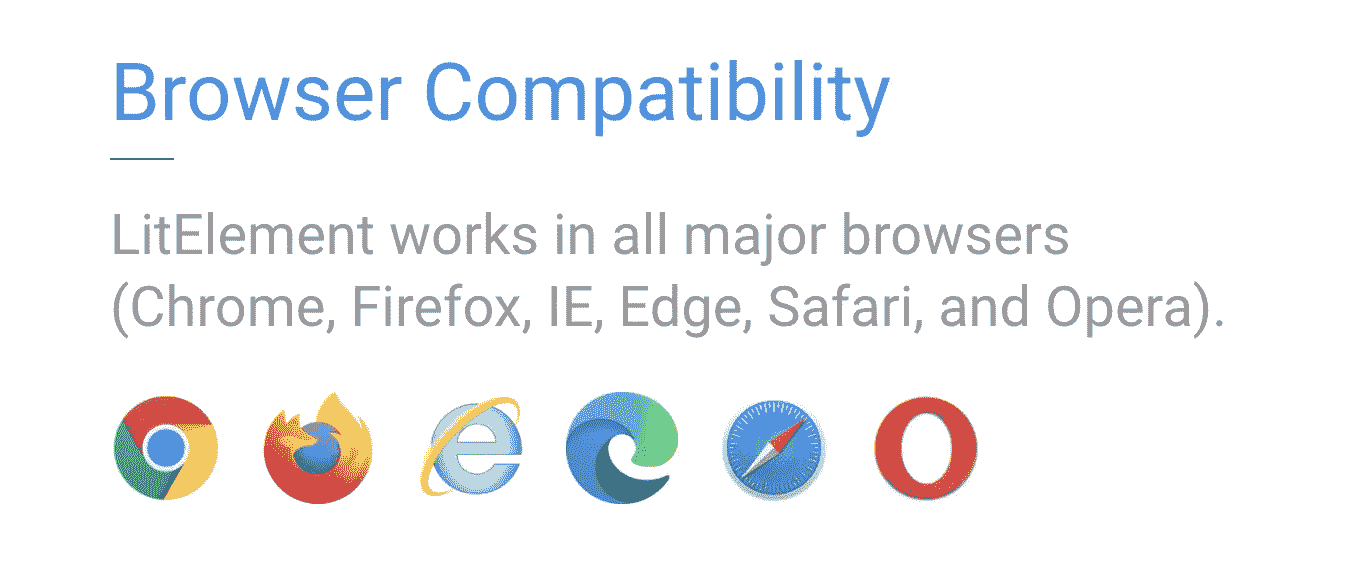 Browser Compatibility
LitElement works in all major browsers
(Chrome, Firefox, IE, Edge, Safari, and Opera).